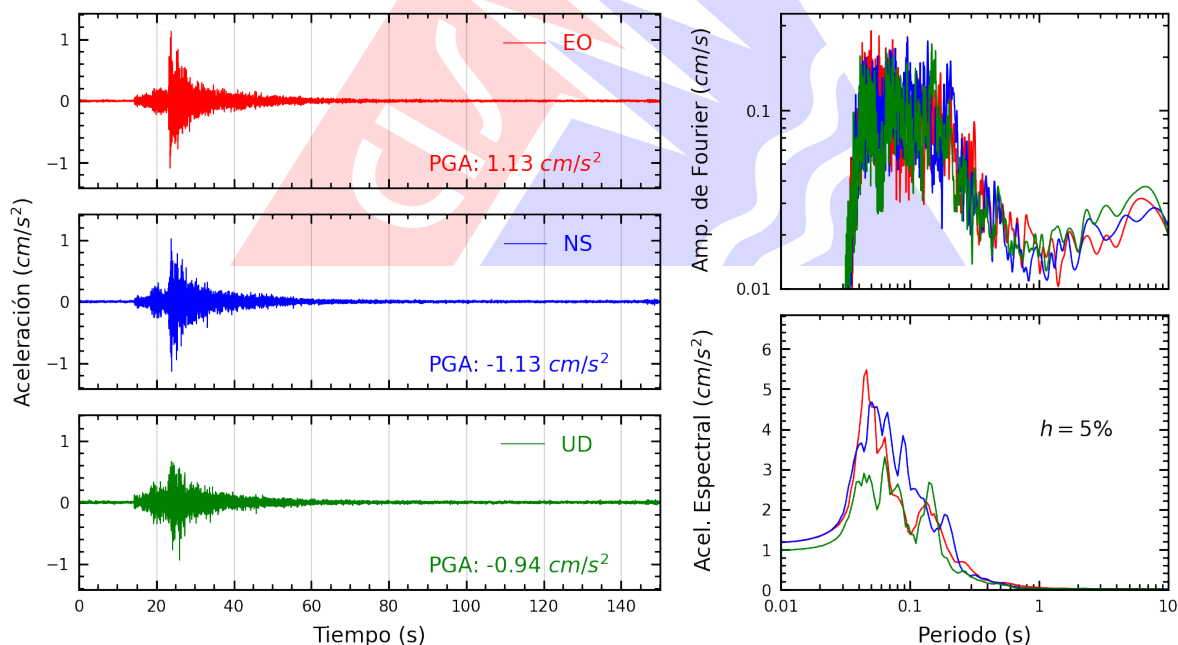 Aceleración (cm/s²)
1
0
−1
EO
PGA: 1.13 cm/s²
1
0
−1
NS
PGA: -1.13 cm/s²
1
0
−1
UD
PGA: -0.94 cm/s²
0 20 40 60 80 100 120 140
Tiempo (s)
Amp. de Fourier (cm/s)
0.1
0.01
Acel. Espectral (cm/s²)
6
5
4
3
2
1
0
h = 5%
0.01 0.1 1 10
Periodo (s)